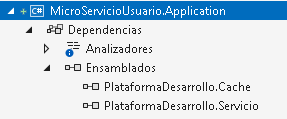 C# MicroServicioUsuario.Application
Dependencias
Analizadores
Ensamblados
PlataformaDesarrollo.Cache
PlataformaDesarrollo.Servicio